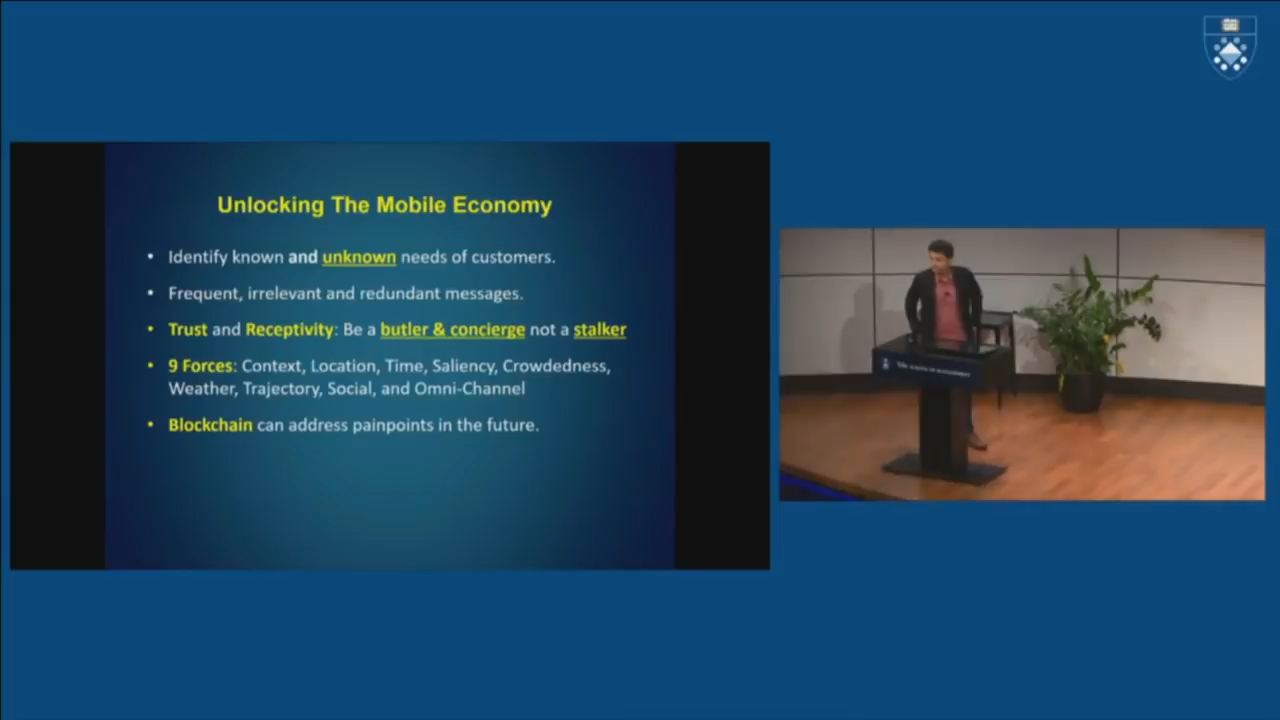 Unlocking The Mobile Economy
• Identify known and unknown needs of customers.
• Frequent, irrelevant and redundant messages.
• Trust and Receptivity: Be a butler & concierge not a stalker
• 9 Forces: Context, Location, Time, Saliency, Crowdedness,
Weather, Trajectory, Social, and Omni-Channel
• Blockchain can address painpoints in the future.